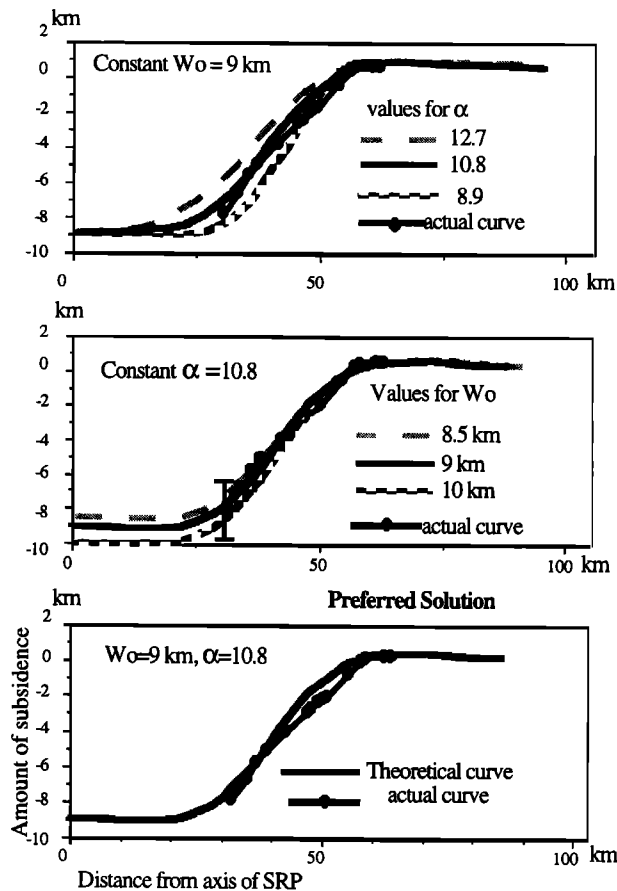 km
2
0
-2
-4
-6
-8
-10
Constant Wo = 9 km
values for α
12.7
10.8
8.9
actual curve
0
50
100 km
km
2
0
-2
-4
-6
-8
-10
Constant α = 10.8
Values for Wo
8.5 km
9 km
10 km
actual curve
0
50
100 km
km
Preferred Solution
2
0
-2
-4
-6
-8
-10
Amount of subsidence
Wo=9 km, α=10.8
Theoretical curve
actual curve
0
50
100
km
Distance from axis of SRP